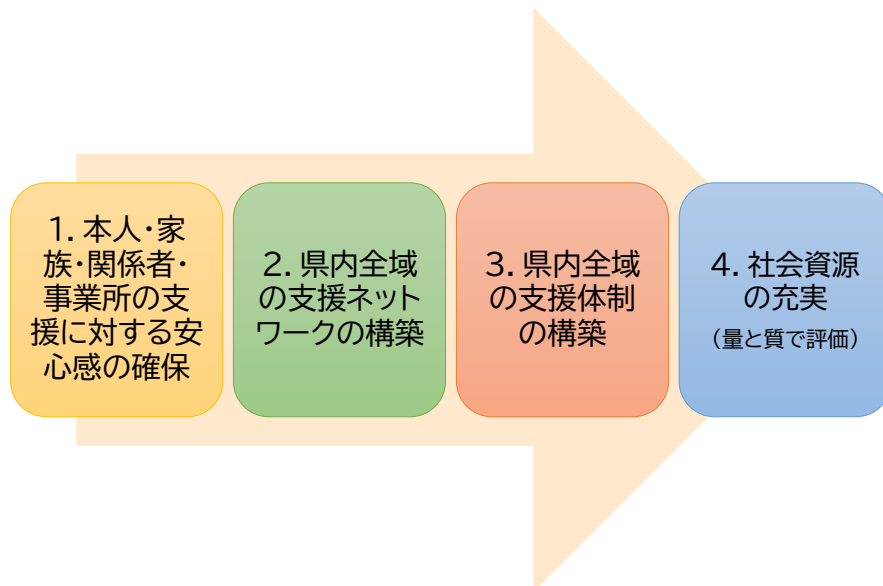 1. 本人・家
族・関係者・
事業所の支
援に対する安
心感の確保
2. 県内全域
の支援ネット
ワークの構築
3. 県内全域
の支援体制
の構築
4. 社会資源
の充実
（量と質で評価）